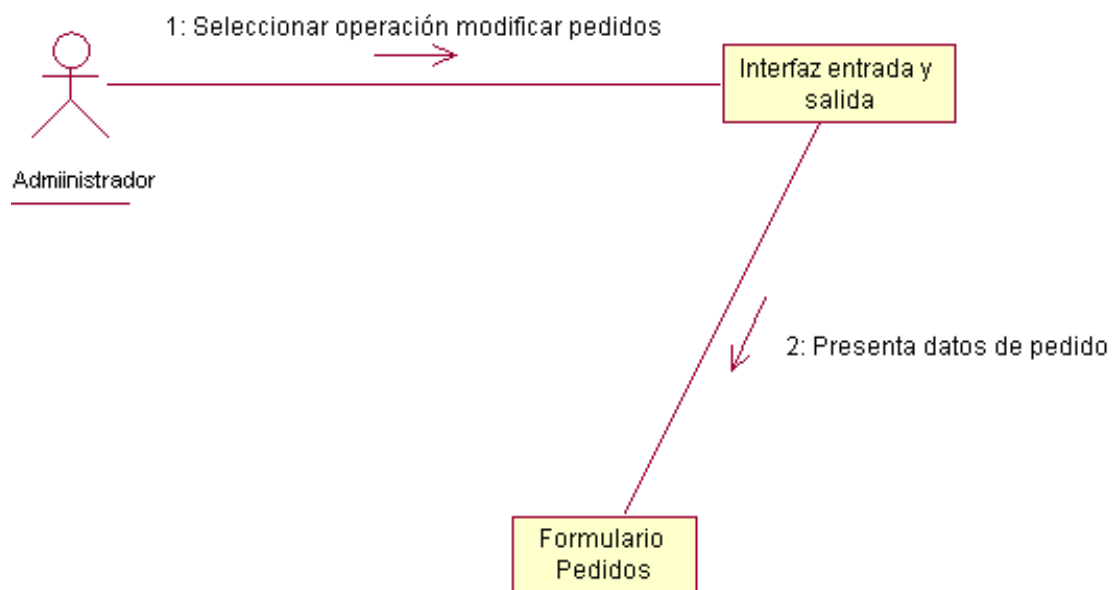 1: Seleccionar operación modificar pedidos
Interfaz entrada y
salida
Admiinistrador
2: Presenta datos de pedido
Formulario
Pedidos